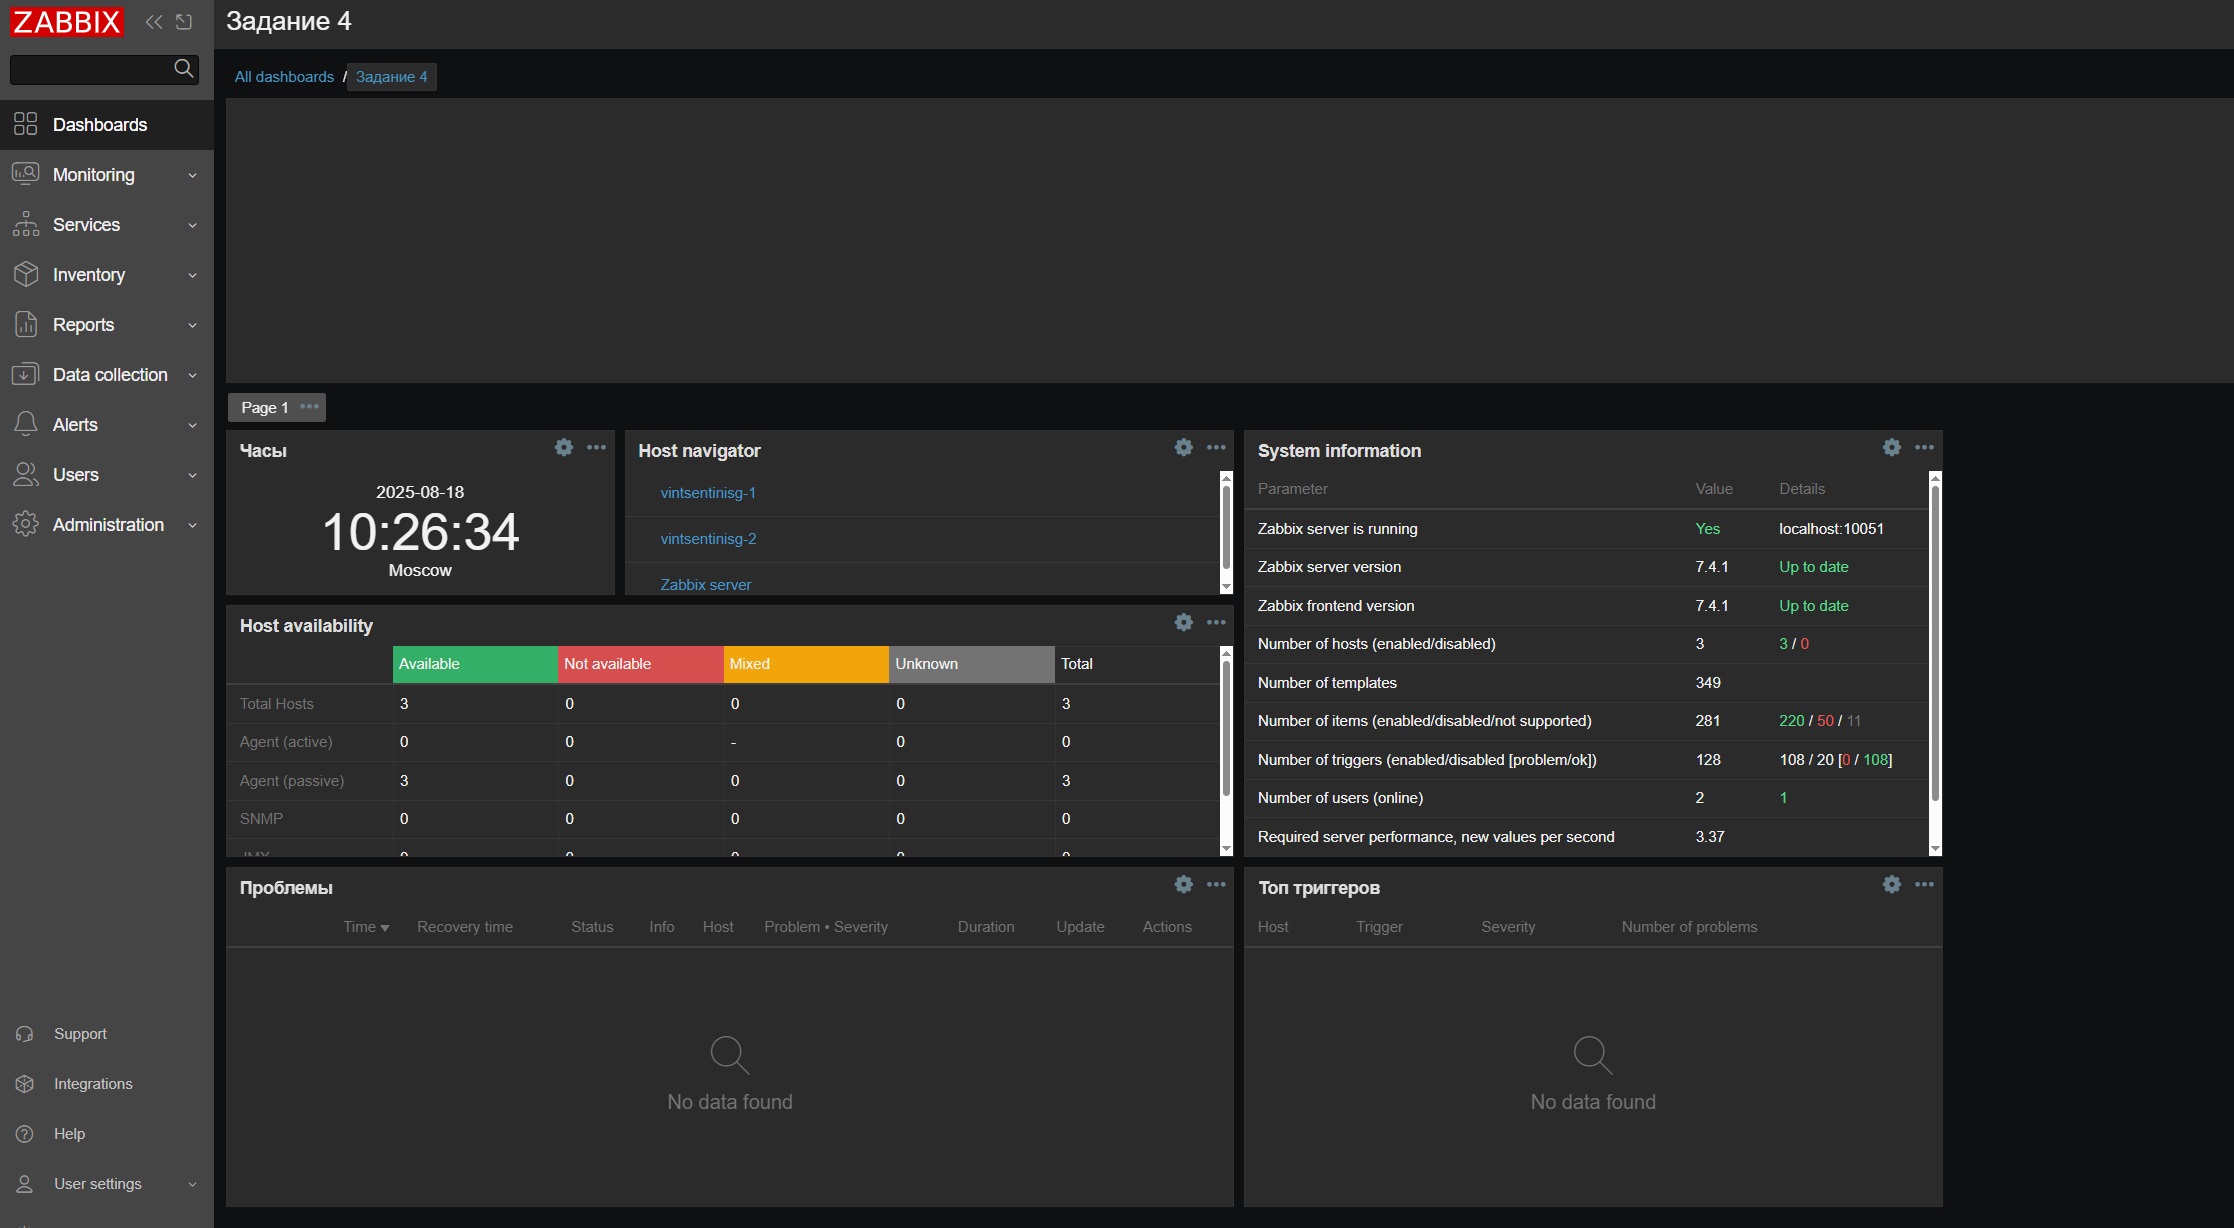 ZABBIX
Задание 4
All dashboards / Задание 4
Dashboards
Monitoring
Services
Inventory
Reports
Data collection
Alerts
Users
Administration
Support
Integrations
Help
User settings
Page 1
Часы
2025-08-18
10:26:34
Moscow
Host navigator
vintsentinisg-1
vintsentinisg-2
Zabbix server
System information
Parameter Value Details
Zabbix server is running Yes localhost:10051
Zabbix server version 7.4.1 Up to date
Zabbix frontend version 7.4.1 Up to date
Number of hosts (enabled/disabled) 3 3 / 0
Number of templates 349
Number of items (enabled/disabled/not supported) 281 220 / 50 / 11
Number of triggers (enabled/disabled [problem/ok]) 128 108 / 20 [0 / 108]
Number of users (online) 2 1
Required server performance, new values per second 3.37
Host availability
Available Not available Mixed Unknown Total
Total Hosts 3 0 0 0 3
Agent (active) 0 0 - 0 0
Agent (passive) 3 0 0 0 3
SNMP 0 0 0 0 0
Проблемы
Time Recovery time Status Info Host Problem • Severity Duration Update Actions
No data found
Топ триггеров
Host Trigger Severity Number of problems
No data found